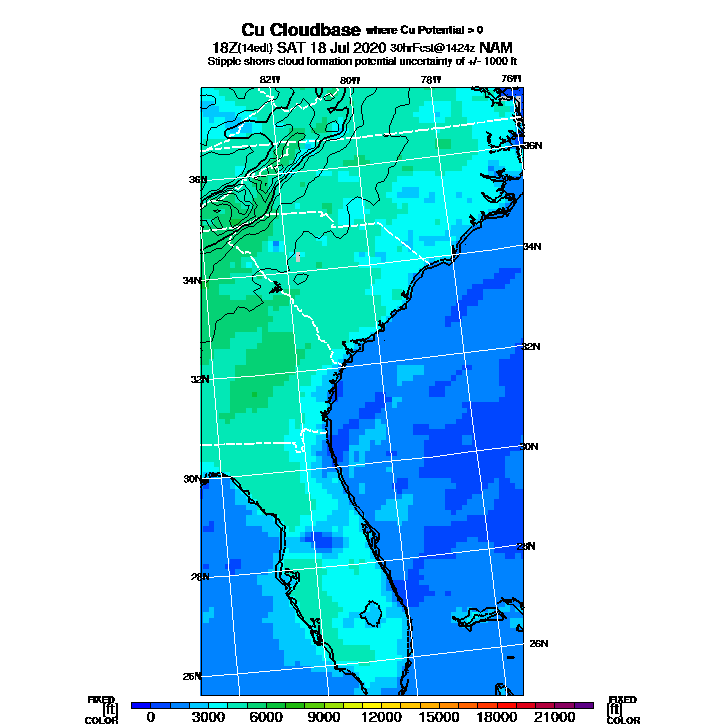 Cu Cloudbase where Cu Potential > 0
18Z(14edt) SAT 18 Jul 2020 30hrFcst@1424z NAM
Stipple shows cloud formation potential uncertainty of +/- 1000 ft
82W 80W 78W 76W
36N
36N
34N
34N
32N
32N
30N
30N
28N
28N
26N
26N
FIXED FIXED
[ft] [ft]
COLOR 0 3000 6000 9000 12000 15000 18000 21000 COLOR